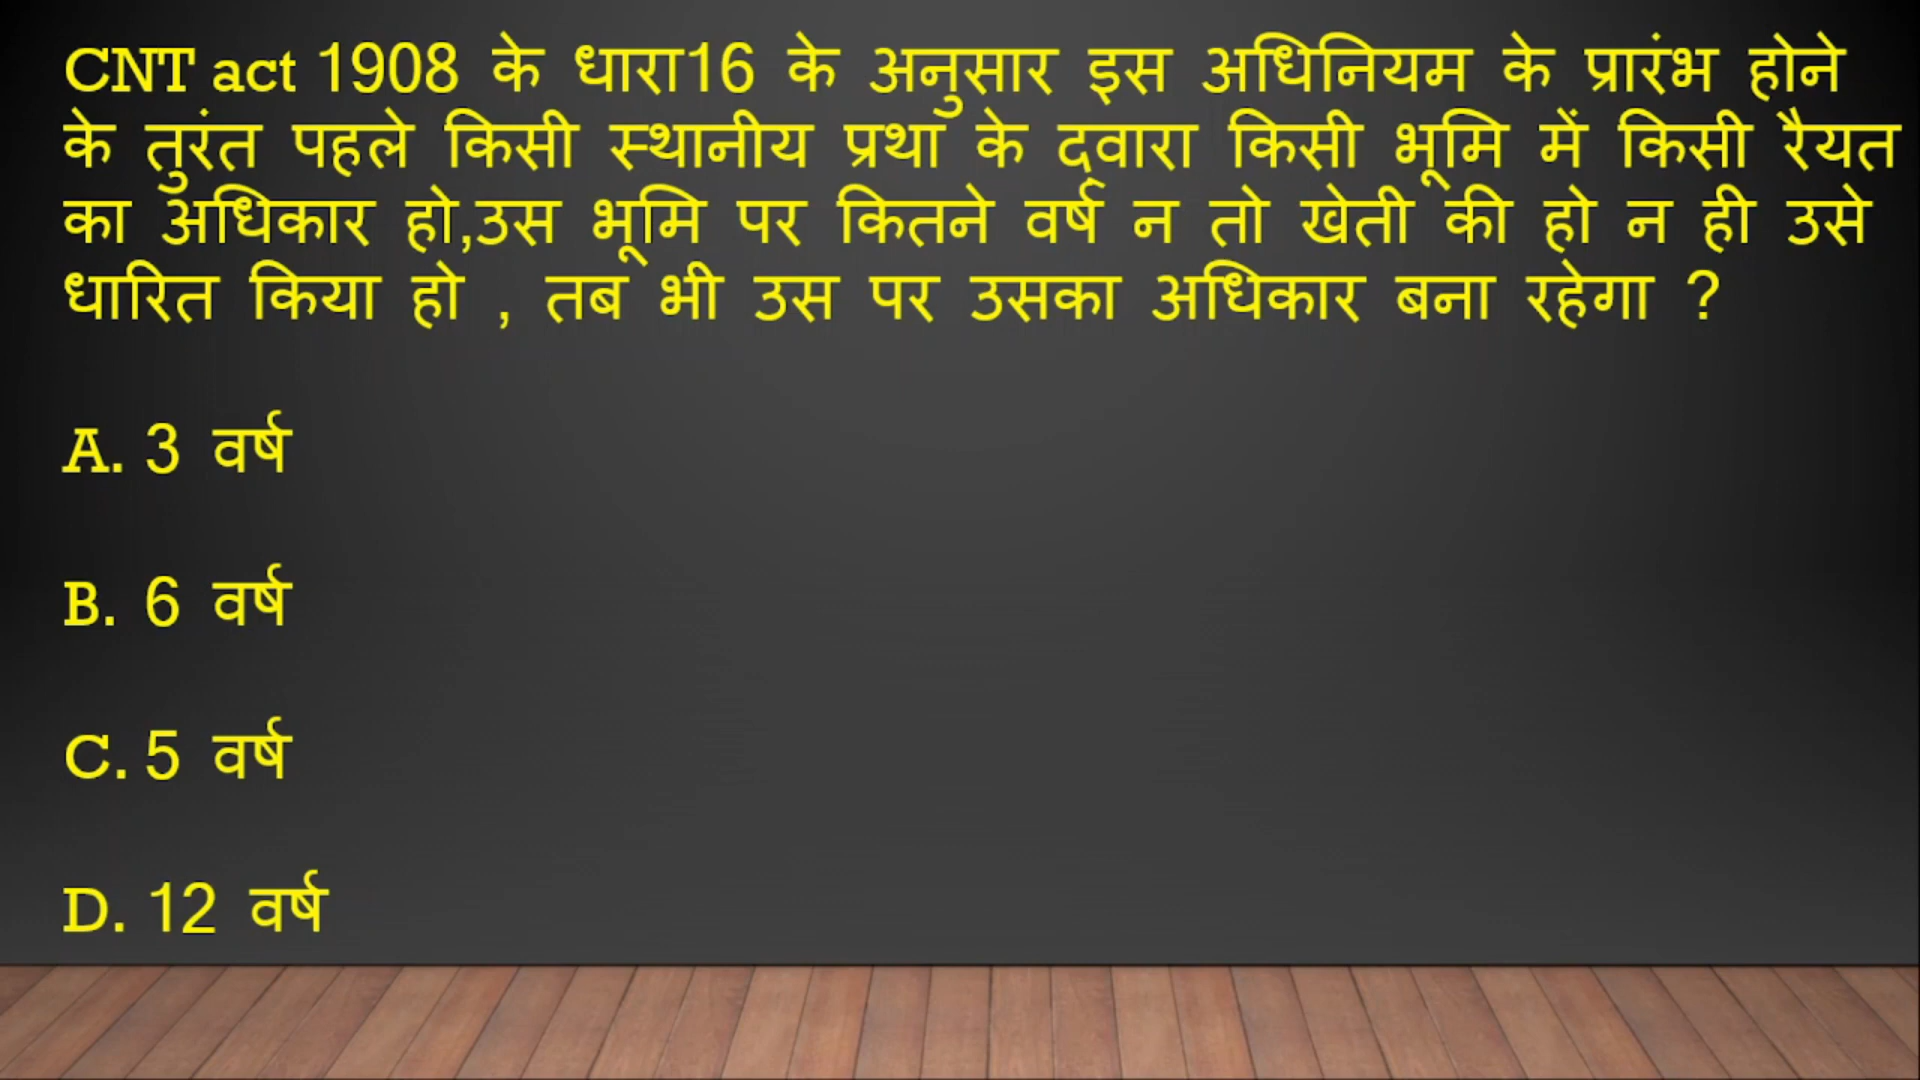 CNT act 1908 के धारा16 के अनुसार इस अधिनियम के प्रारंभ होने
के तुरंत पहले किसी स्थानीय प्रथा के द्वारा किसी भूमि में किसी रैयत
का अधिकार हो,उस भूमि पर कितने वर्ष न तो खेती की हो न ही उसे
धारित किया हो , तब भी उस पर उसका अधिकार बना रहेगा ?
A. 3 वर्ष
B. 6 वर्ष
C. 5 वर्ष
D. 12 वर्ष